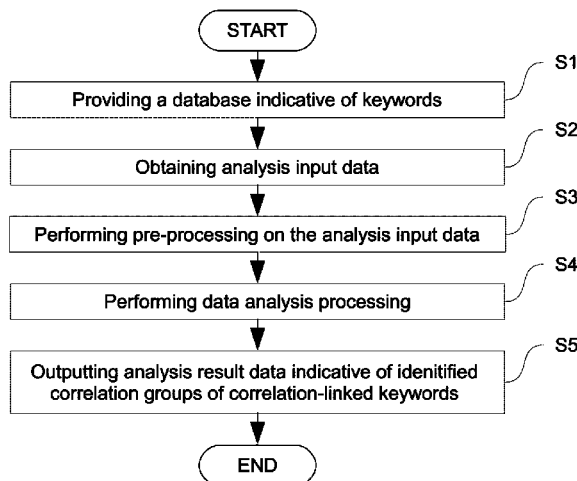 START
S1
Providing a database indicative of keywords
S2
Obtaining analysis input data
S3
Performing pre-processing on the analysis input data
S4
Performing data analysis processing
S5
Outputting analysis result data indicative of idenitified
correlation groups of correlation-linked keywords
END